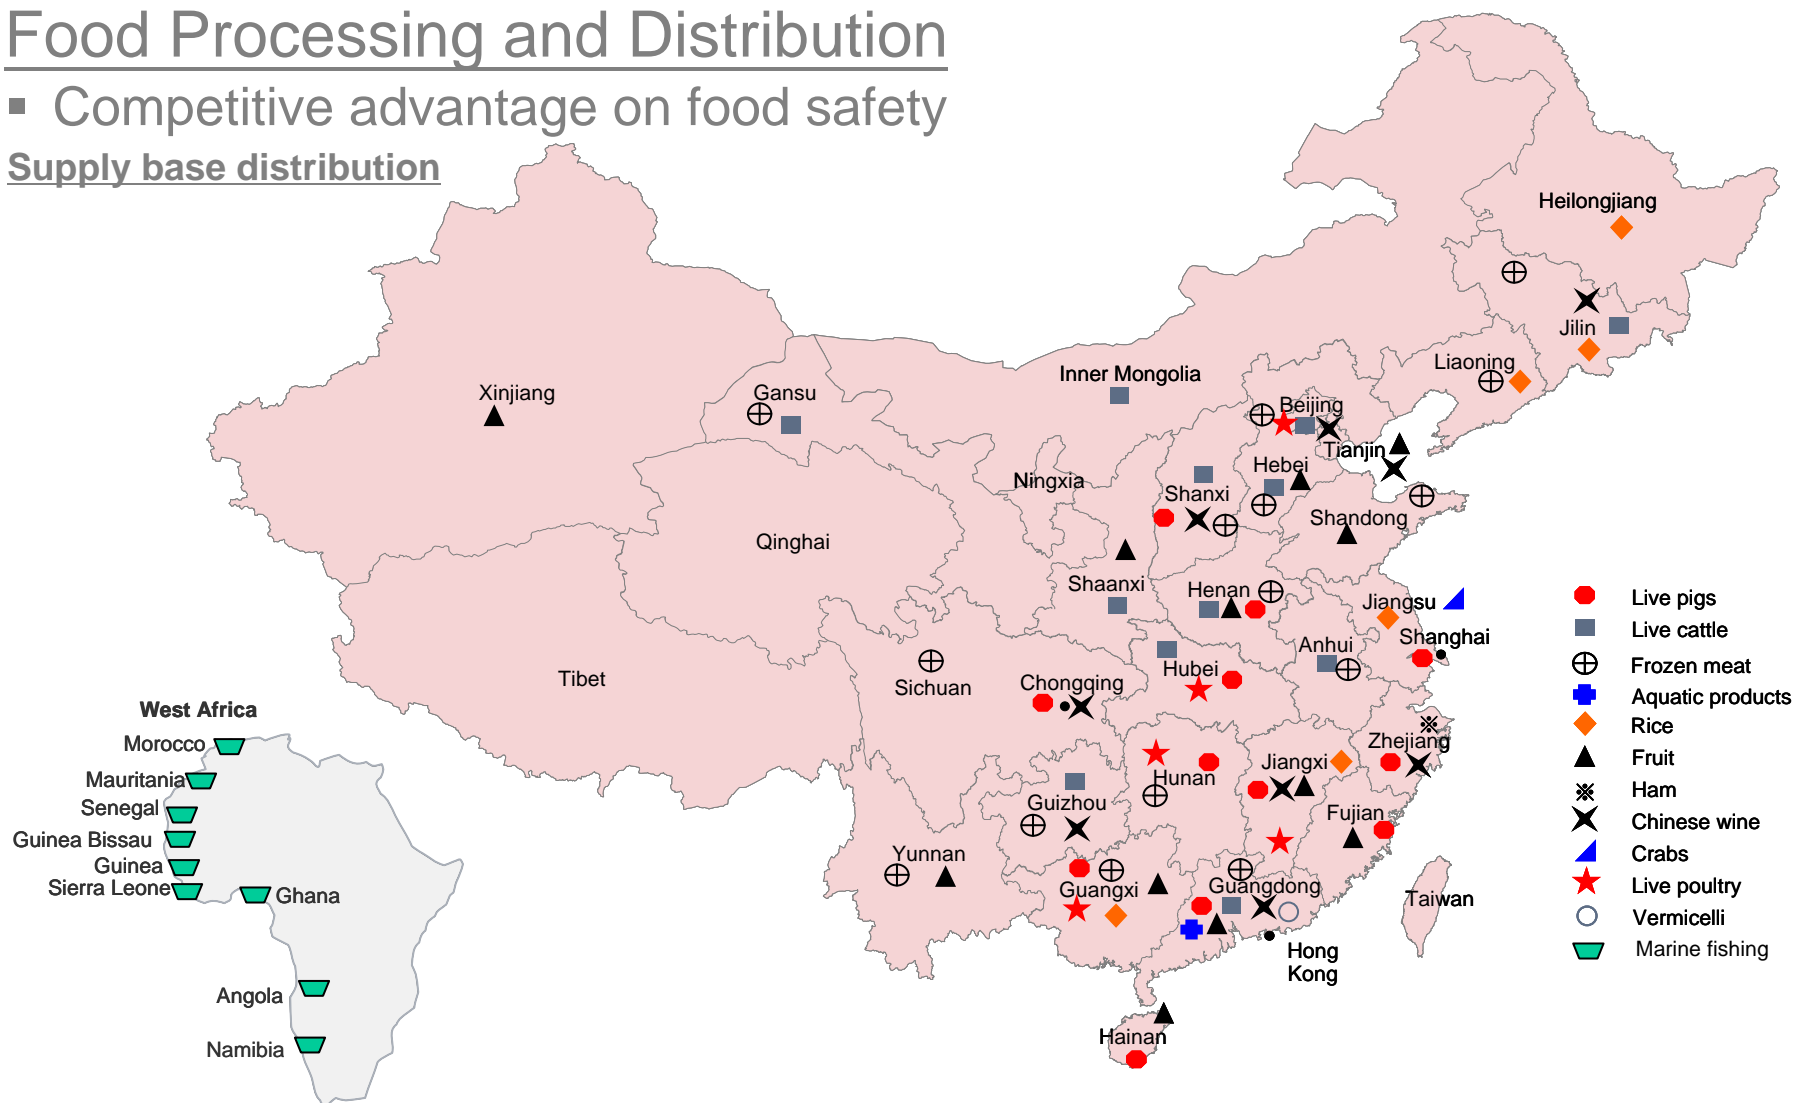 Food Processing and Distribution
▪ Competitive advantage on food safety
Supply base distribution
Heilongjiang
Jilin
Liaoning
Inner Mongolia
Xinjiang
Gansu
Beijing
Tianjin
Hebei
Ningxia
Shanxi
Shandong
Qinghai
Shaanxi
Henan
Jiangsu
Shanghai
Anhui
Hubei
Tibet
Sichuan
Chongqing
Zhejiang
Jiangxi
Hunan
Guizhou
Fujian
Yunnan
Guangxi
Guangdong
Taiwan
Hong
Kong
Hainan
West Africa
Morocco
Mauritania
Senegal
Guinea Bissau
Guinea
Sierra Leone
Ghana
Angola
Namibia
Live pigs
Live cattle
Frozen meat
Aquatic products
Rice
Fruit
Ham
Chinese wine
Crabs
Live poultry
Vermicelli
Marine fishing